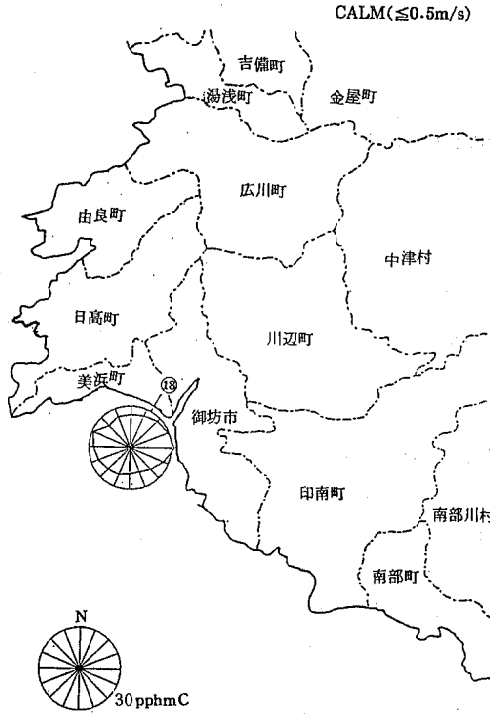 CALM(≦0.5m/s)
吉備町
湯浅町
金屋町
広川町
由良町
中津村
日高町
川辺町
美浜町
⑱
御坊市
印南町
南部川村
南部町
N
30pphmC